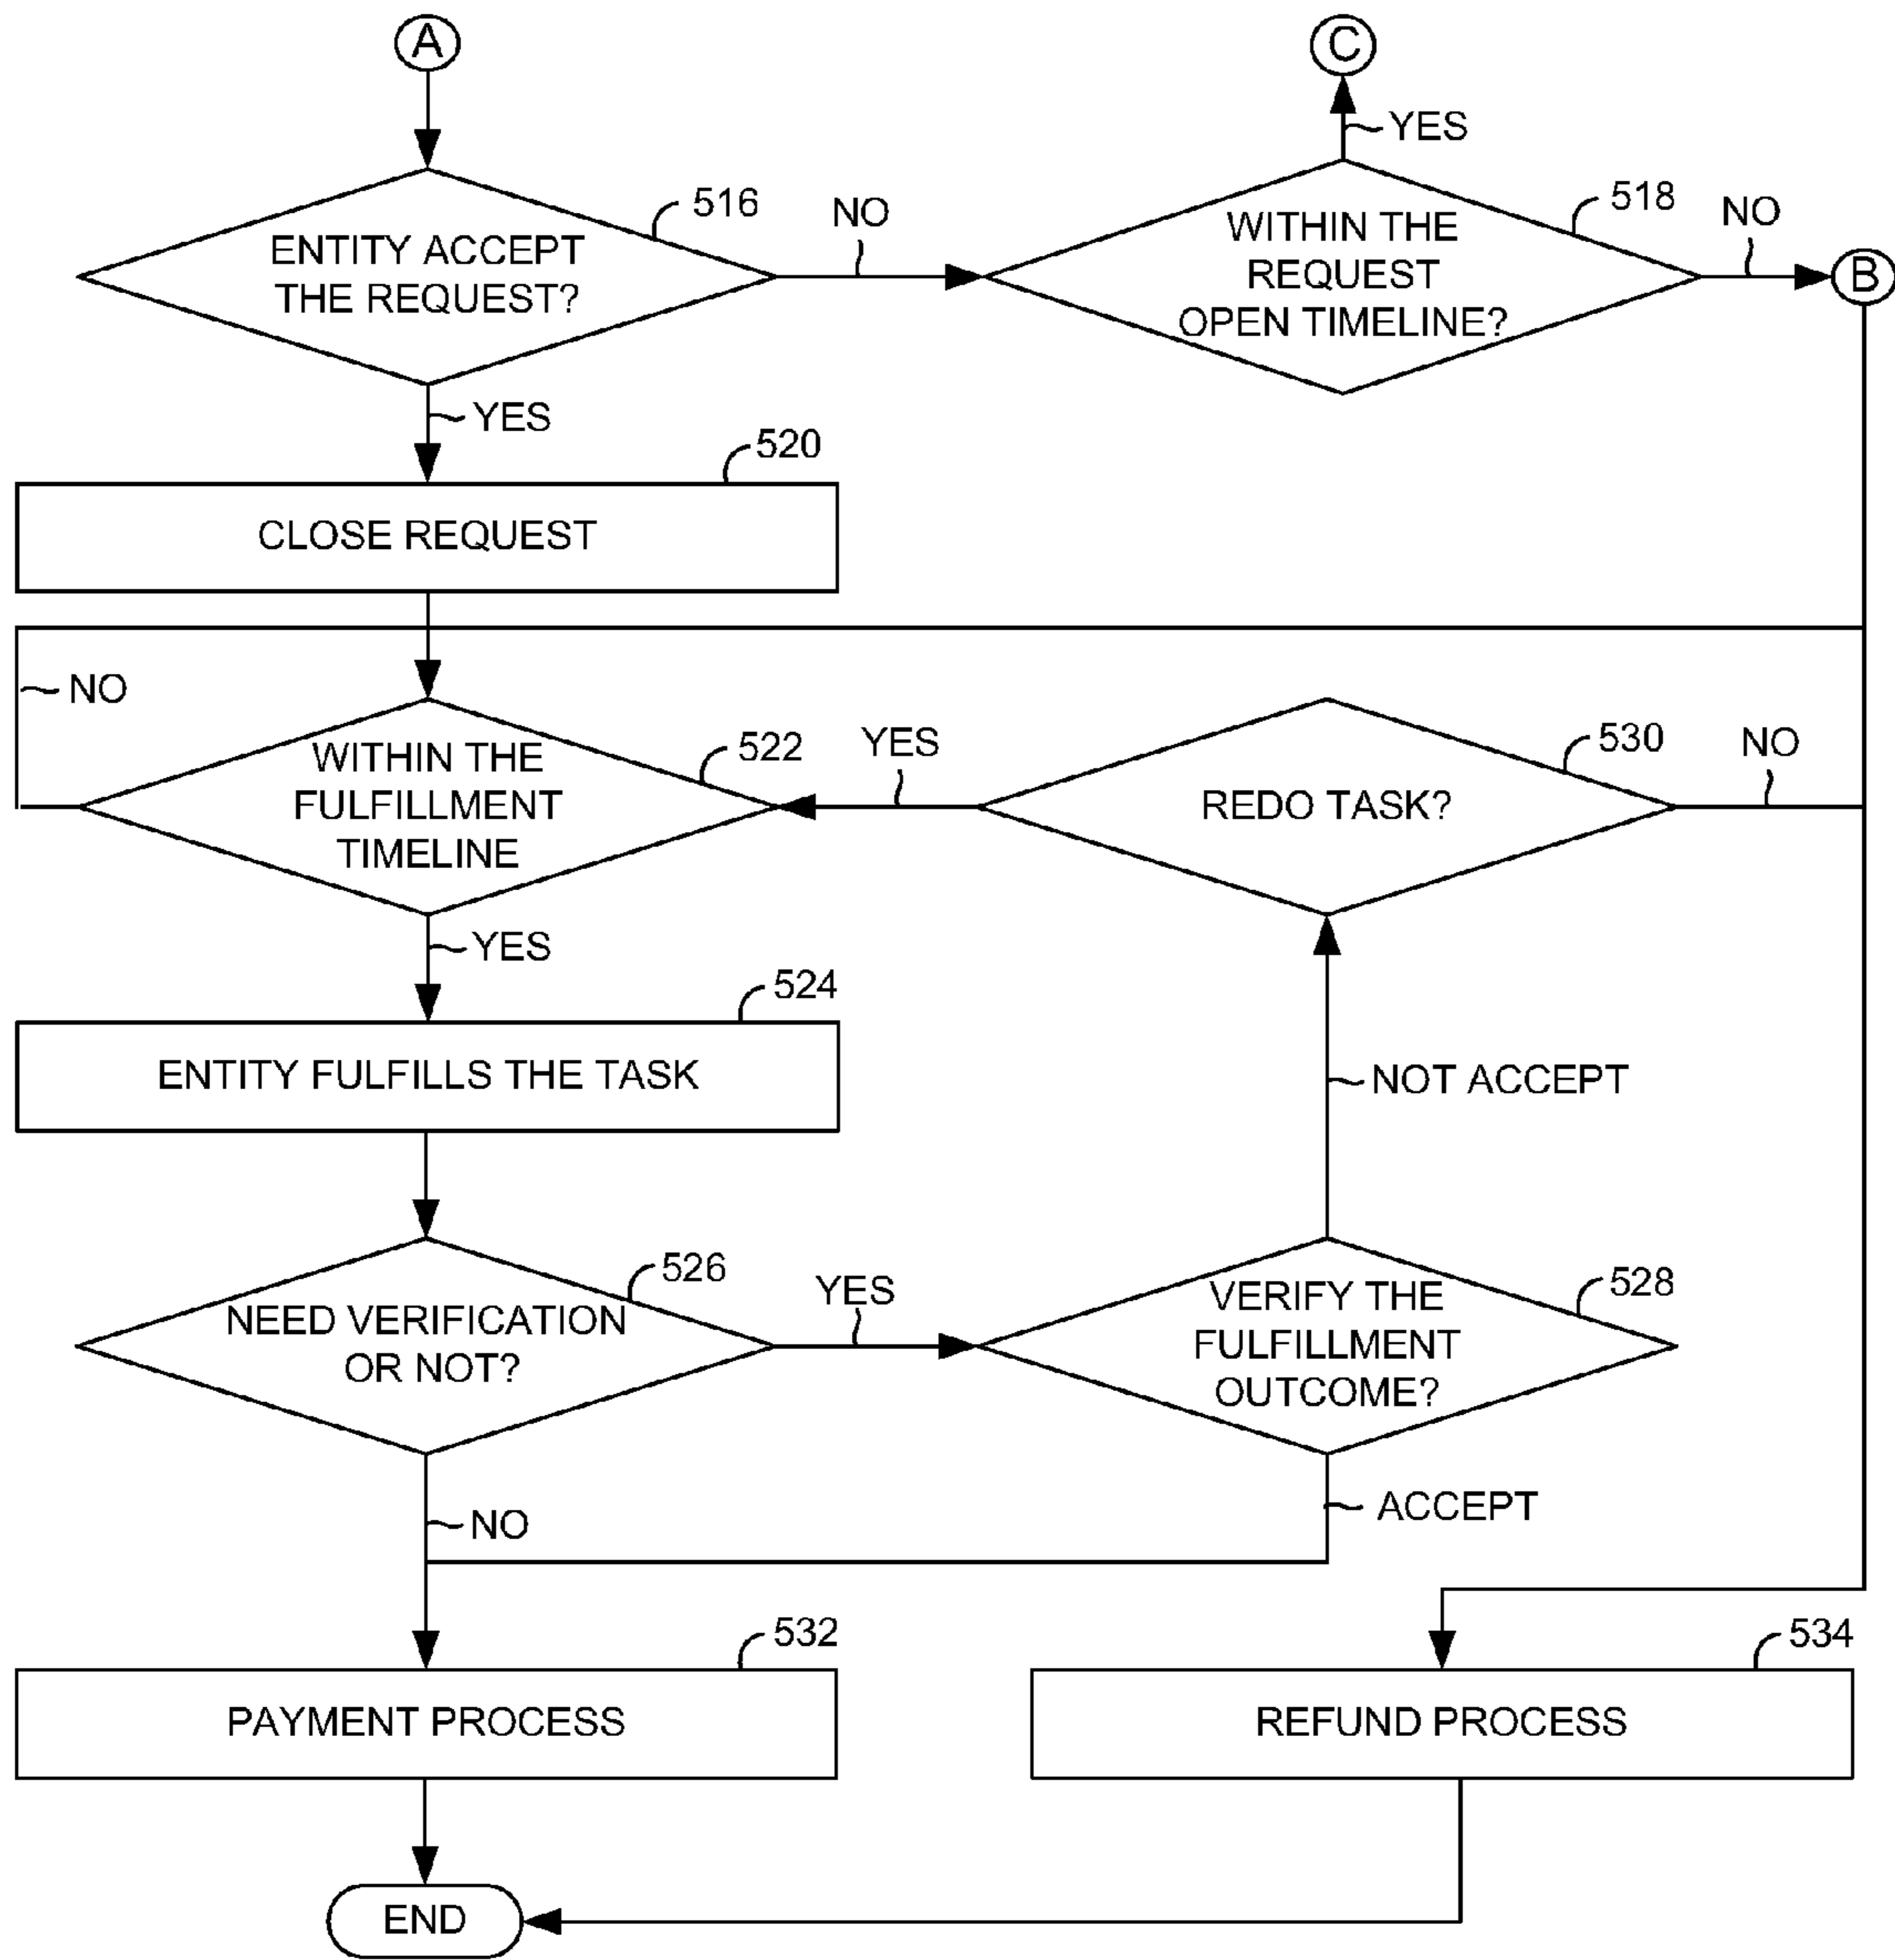 A
C
YES
516
NO
518
NO
ENTITY ACCEPT
THE REQUEST?
WITHIN THE
REQUEST
OPEN TIMELINE?
B
YES
520
CLOSE REQUEST
NO
522
YES
530
NO
WITHIN THE
FULFILLMENT
TIMELINE
REDO TASK?
YES
524
ENTITY FULFILLS THE TASK
NOT ACCEPT
526
YES
528
NEED VERIFICATION
OR NOT?
VERIFY THE
FULFILLMENT
OUTCOME?
NO
ACCEPT
532
534
PAYMENT PROCESS
REFUND PROCESS
END